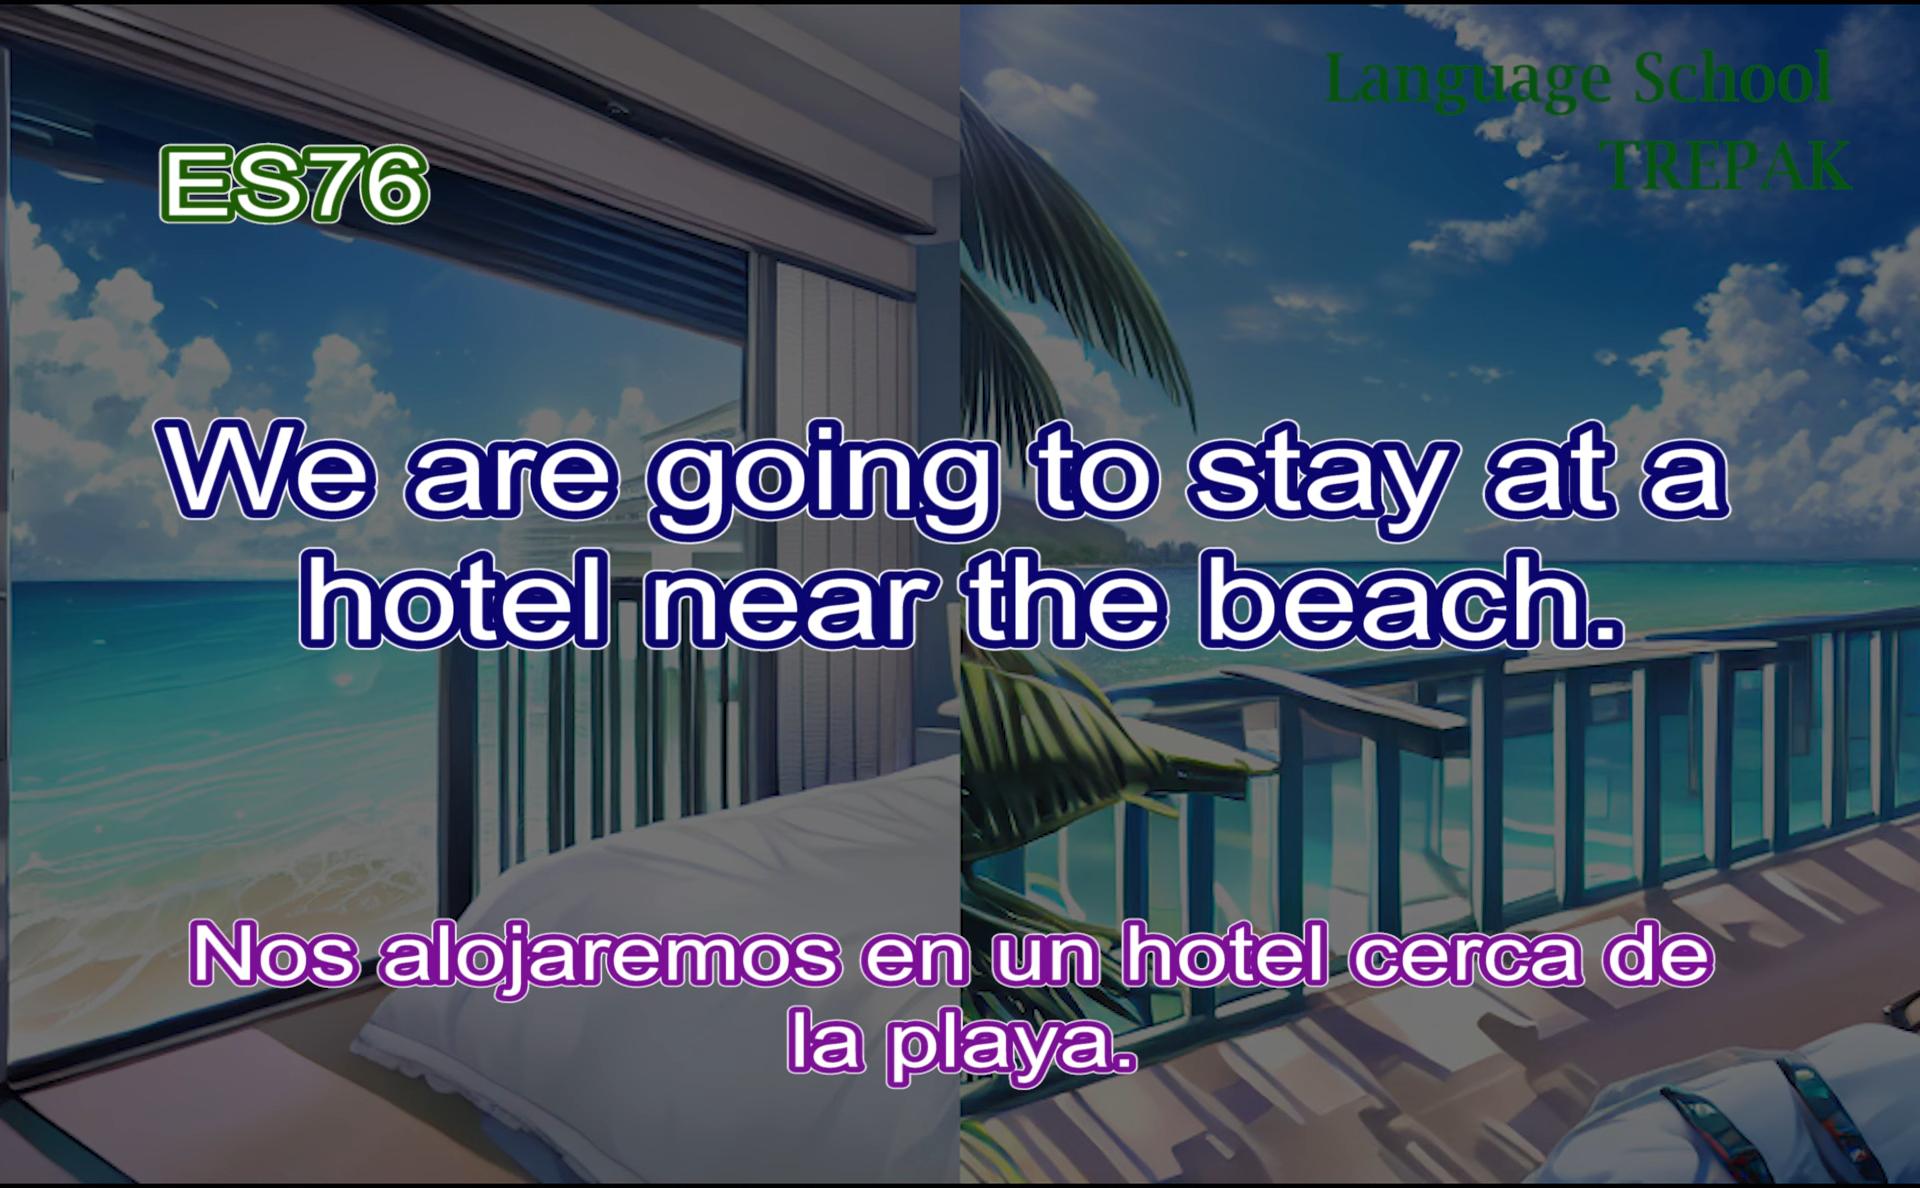 Language School
TREPAK
ES76
We are going to stay at a
hotel near the beach.
Nos alojaremos en un hotel cerca de
la playa.